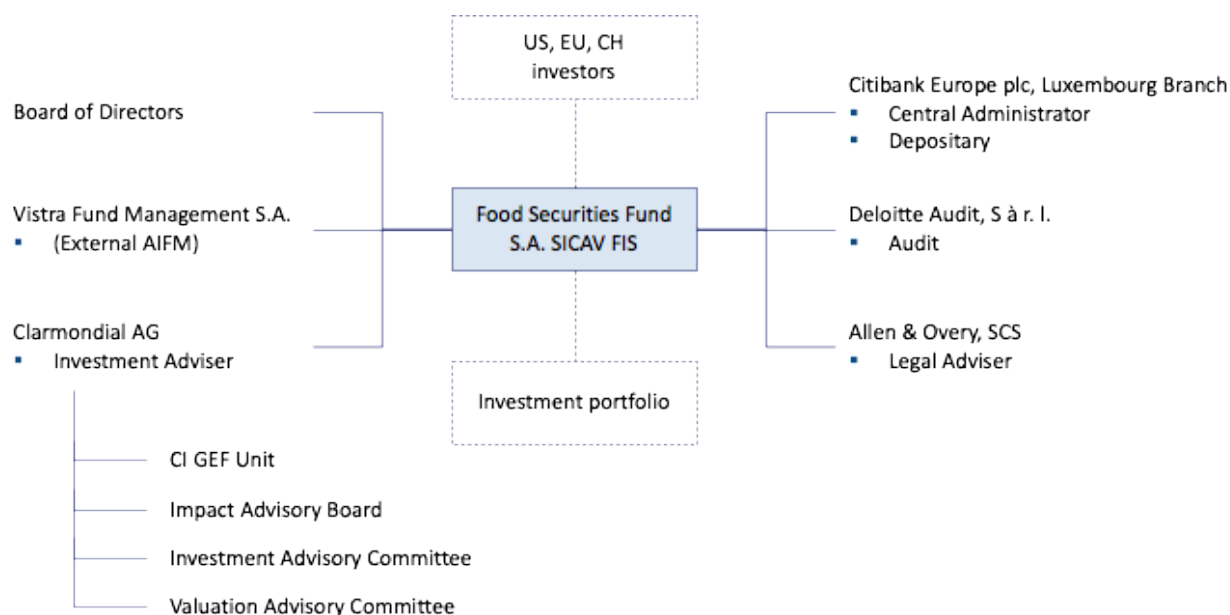 US, EU, CH
investors
Board of Directors
Vistra Fund Management S.A.
▪ (External AIFM)
Clarmondial AG
▪ Investment Adviser
CI GEF Unit
Impact Advisory Board
Investment Advisory Committee
Valuation Advisory Committee
Food Securities Fund
S.A. SICAV FIS
Investment portfolio
Citibank Europe plc, Luxembourg Branch
▪ Central Administrator
▪ Depositary
Deloitte Audit, S à r. l.
▪ Audit
Allen & Overy, SCS
▪ Legal Adviser